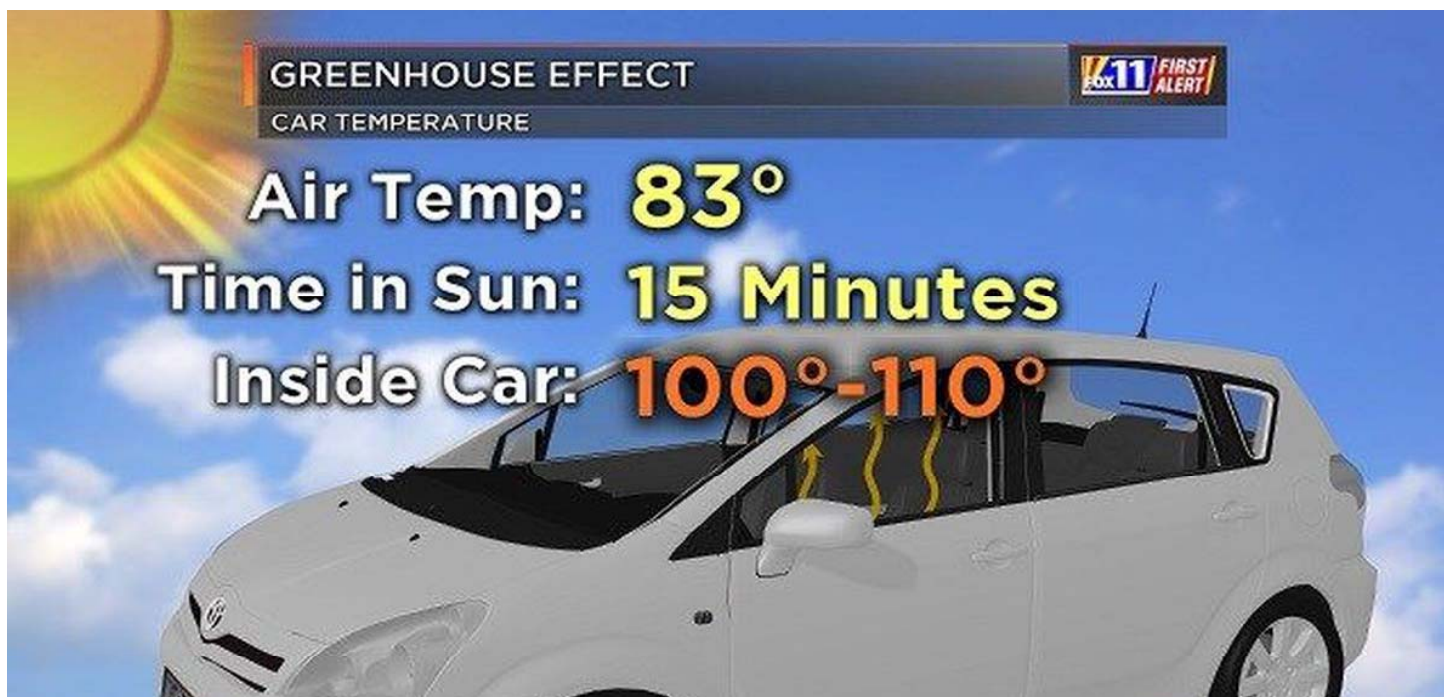 GREENHOUSE EFFECT
FOX 11 FIRST ALERT
CAR TEMPERATURE
Air Temp: 83°
Time in Sun: 15 Minutes
Inside Car: 100°-110°